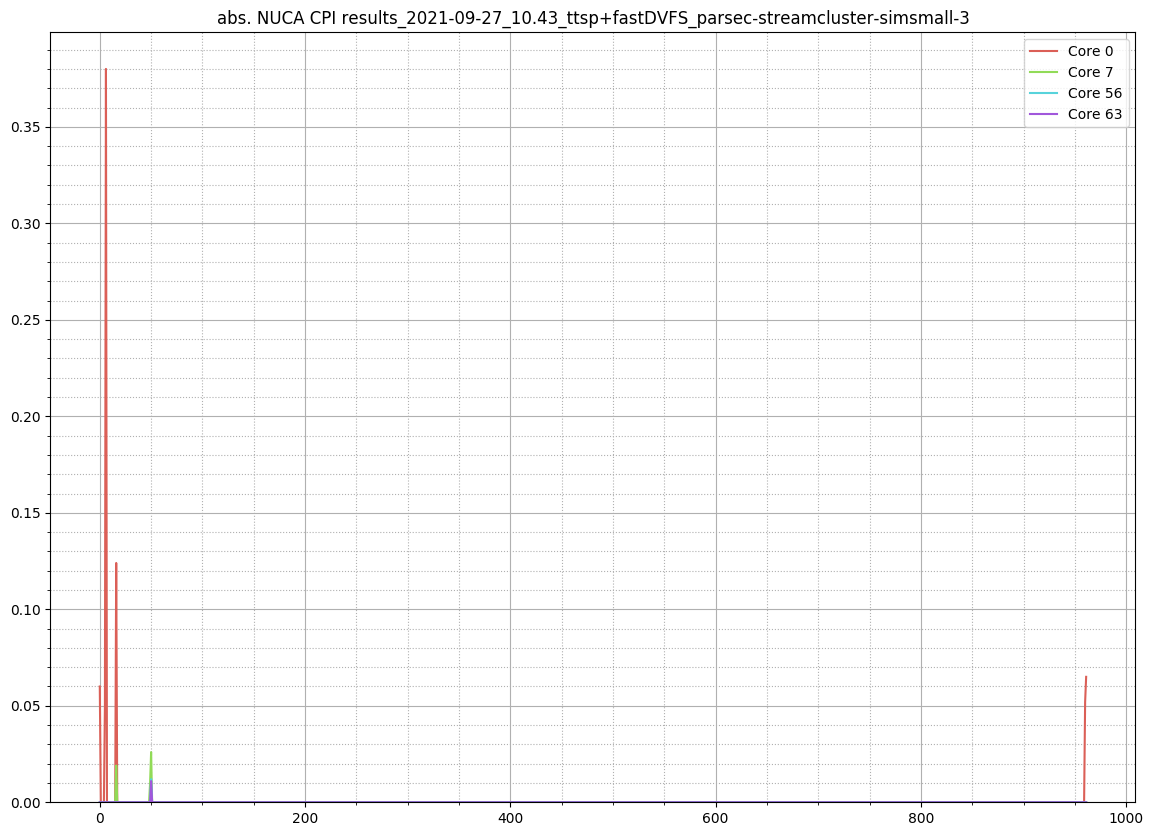 abs. NUCA CPI results_2021-09-27_10.43_ttsp+fastDVFS_parsec-streamcluster-simsmall-3
Core 0
Core 7
Core 56
Core 63
0.35
0.30
0.25
0.20
0.15
0.10
0.05
0.00
0 200 400 600 800 1000